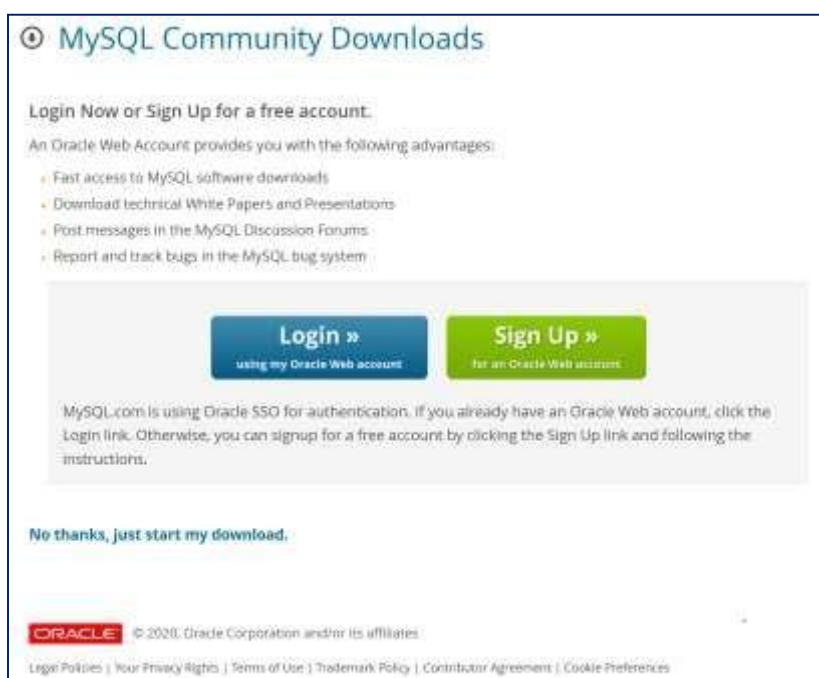 MySQL Community Downloads
Login Now or Sign Up for a free account.
An Oracle Web Account provides you with the following advantages:
Fast access to MySQL software downloads
Download technical White Papers and Presentations
Post messages in the MySQL Discussion Forums
Report and track bugs in the MySQL bug system
Login »
using my Oracle Web account
Sign Up »
for an Oracle Web account
MySQL.com is using Oracle SSO for authentication. If you already have an Oracle Web account, click the
Login link. Otherwise, you can signup for a free account by clicking the Sign Up link and following the
instructions.
No thanks, just start my download.
ORACLE © 2020, Oracle Corporation and/or its affiliates
Legal Policies | Your Privacy Rights | Terms of Use | Trademark Policy | Contributor Agreement | Cookie Preferences